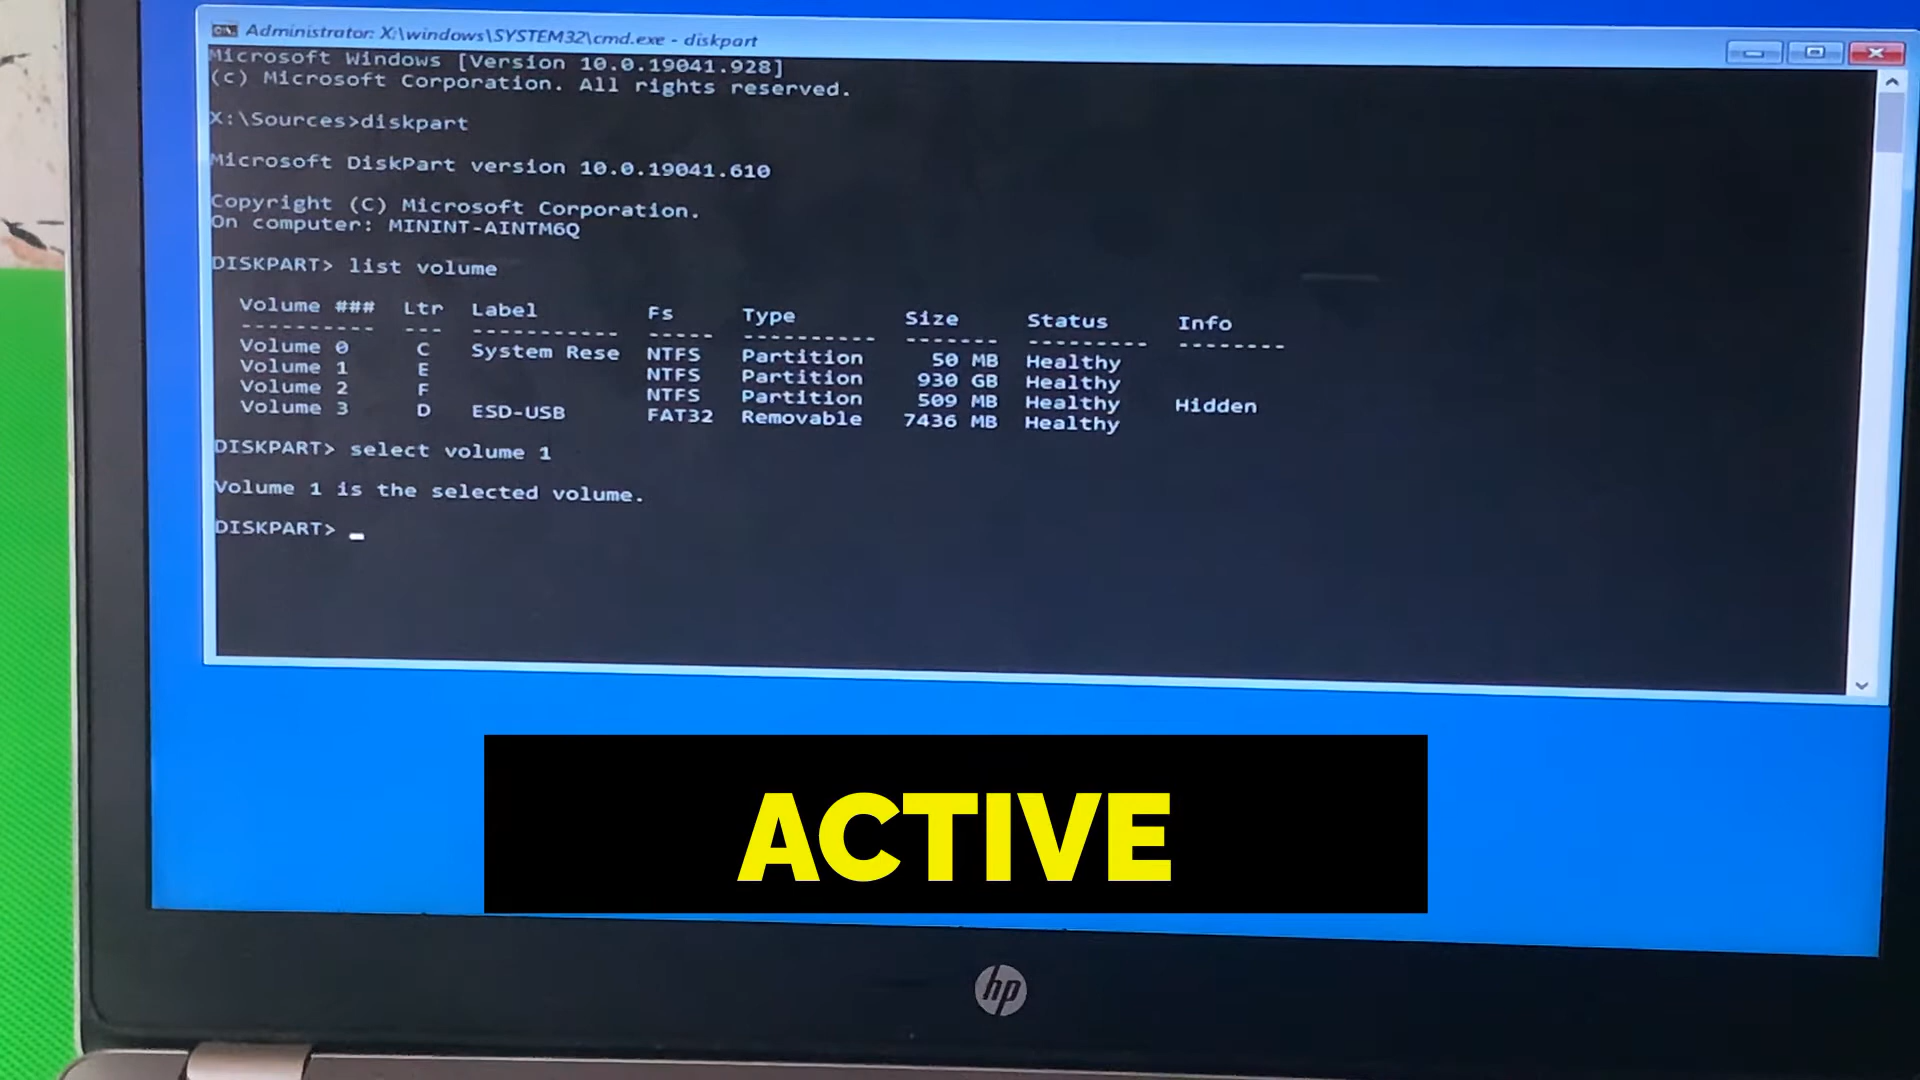 Administrator: X:\windows\SYSTEM32\cmd.exe - diskpart
Microsoft Windows [Version 10.0.19041.928]
(c) Microsoft Corporation. All rights reserved.
X:\Sources>diskpart
Microsoft DiskPart version 10.0.19041.610
Copyright (C) Microsoft Corporation.
On computer: MININT-AINTM6Q
DISKPART> list volume
Volume ### Ltr Label Fs Type Size Status Info
---------- --- ----------- ----- ---------- ------- --------- --------
Volume 0 C System Rese NTFS Partition 50 MB Healthy
Volume 1 E NTFS Partition 930 GB Healthy
Volume 2 F NTFS Partition 509 MB Healthy Hidden
Volume 3 D ESD-USB FAT32 Removable 7436 MB Healthy
DISKPART> select volume 1
Volume 1 is the selected volume.
DISKPART>
ACTIVE
hp